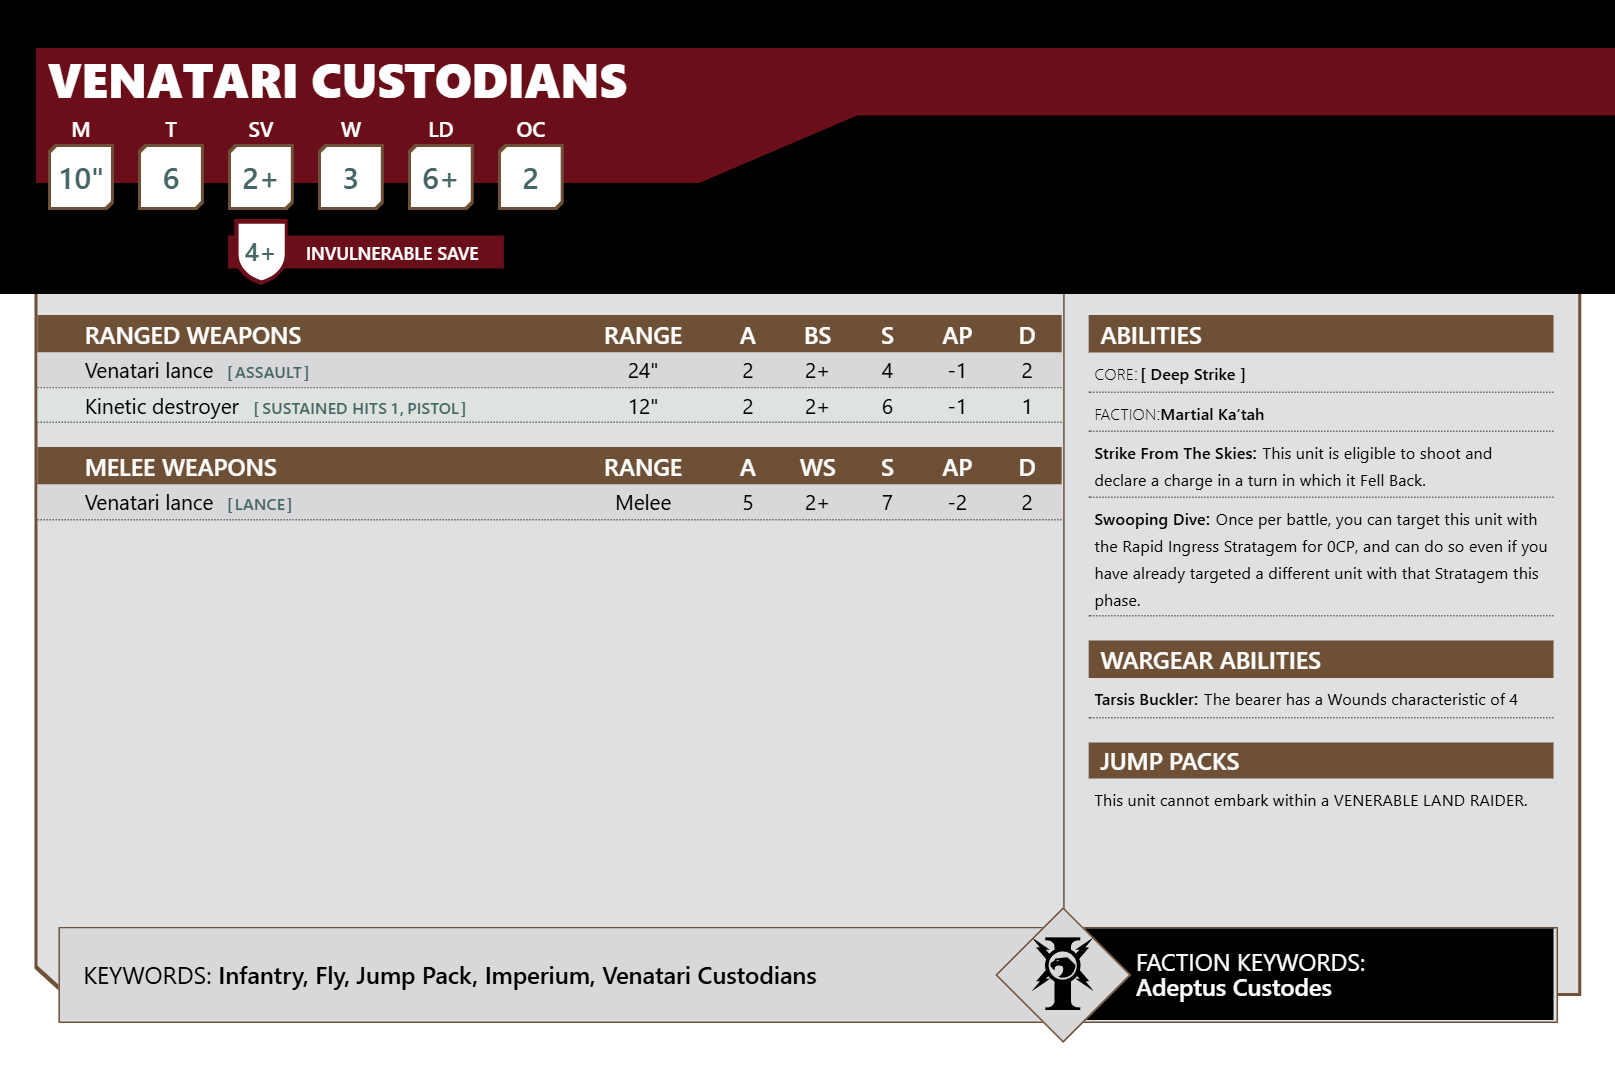 VENATARI CUSTODIANS
M T SV W LD OC
10" 6 2+ 3 6+ 2
4+ INVULNERABLE SAVE
RANGED WEAPONS RANGE A BS S AP D
Venatari lance [ASSAULT] 24" 2 2+ 4 -1 2
Kinetic destroyer [SUSTAINED HITS 1, PISTOL] 12" 2 2+ 6 -1 1
MELEE WEAPONS RANGE A WS S AP D
Venatari lance [LANCE] Melee 5 2+ 7 -2 2
ABILITIES
CORE: [ Deep Strike ]
FACTION:Martial Ka'tah
Strike From The Skies: This unit is eligible to shoot and
declare a charge in a turn in which it Fell Back.
Swooping Dive: Once per battle, you can target this unit with
the Rapid Ingress Stratagem for 0CP, and can do so even if you
have already targeted a different unit with that Stratagem this
phase.
WARGEAR ABILITIES
Tarsis Buckler: The bearer has a Wounds characteristic of 4
JUMP PACKS
This unit cannot embark within a VENERABLE LAND RAIDER.
KEYWORDS: Infantry, Fly, Jump Pack, Imperium, Venatari Custodians
FACTION KEYWORDS:
Adeptus Custodes